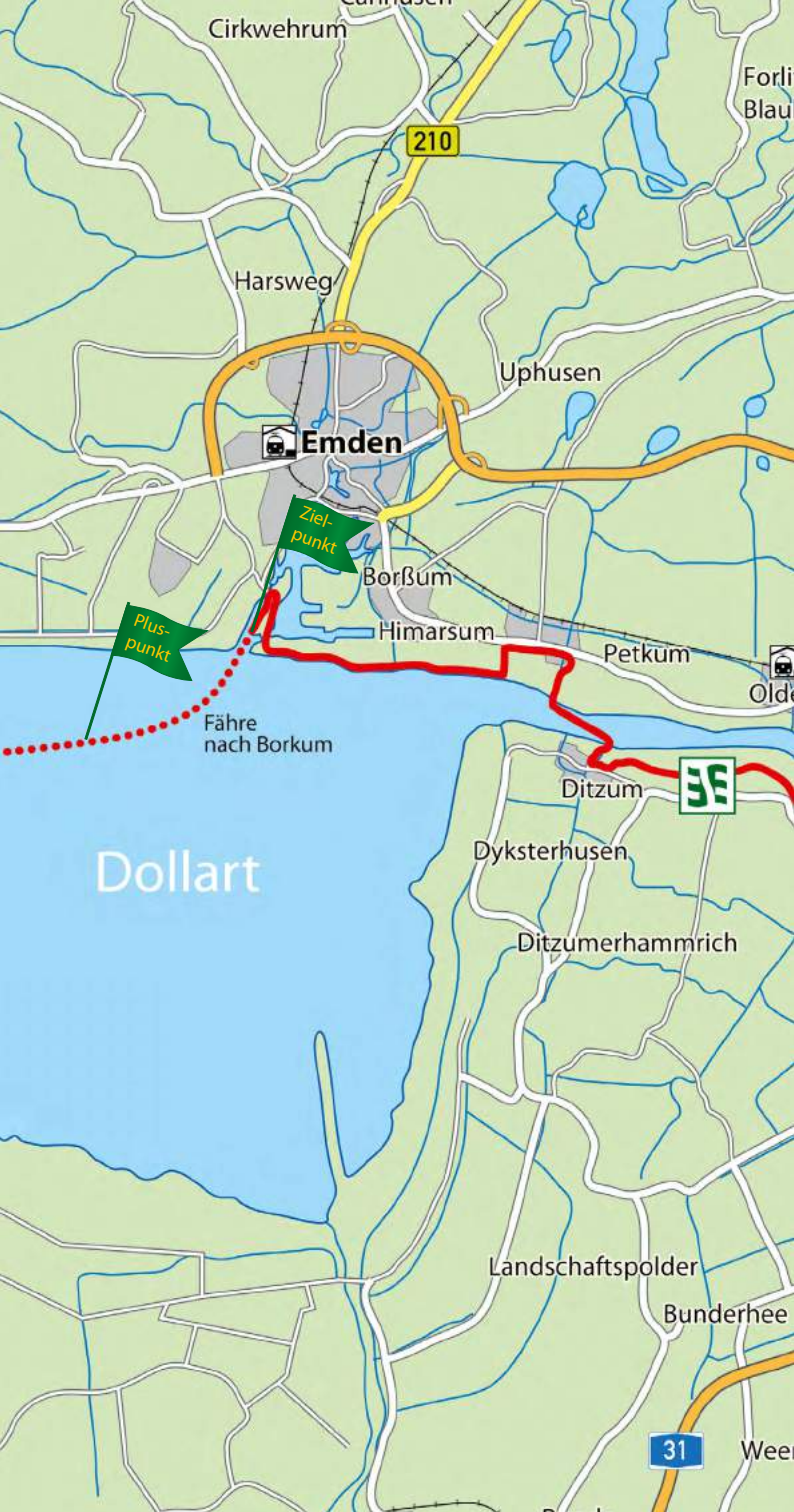 Canhusen
Cirkwehrum
Forli
Blau
210
Harsweg
Uphusen
Emden
Ziel-
punkt
Borßum
Plus-
punkt
Himarsum
Petkum
Olde
Fähre
nach Borkum
Ditzum
Dollart
Dyksterhusen
Ditzumerhammrich
Landschaftspolder
Bunderhee
31
Weer